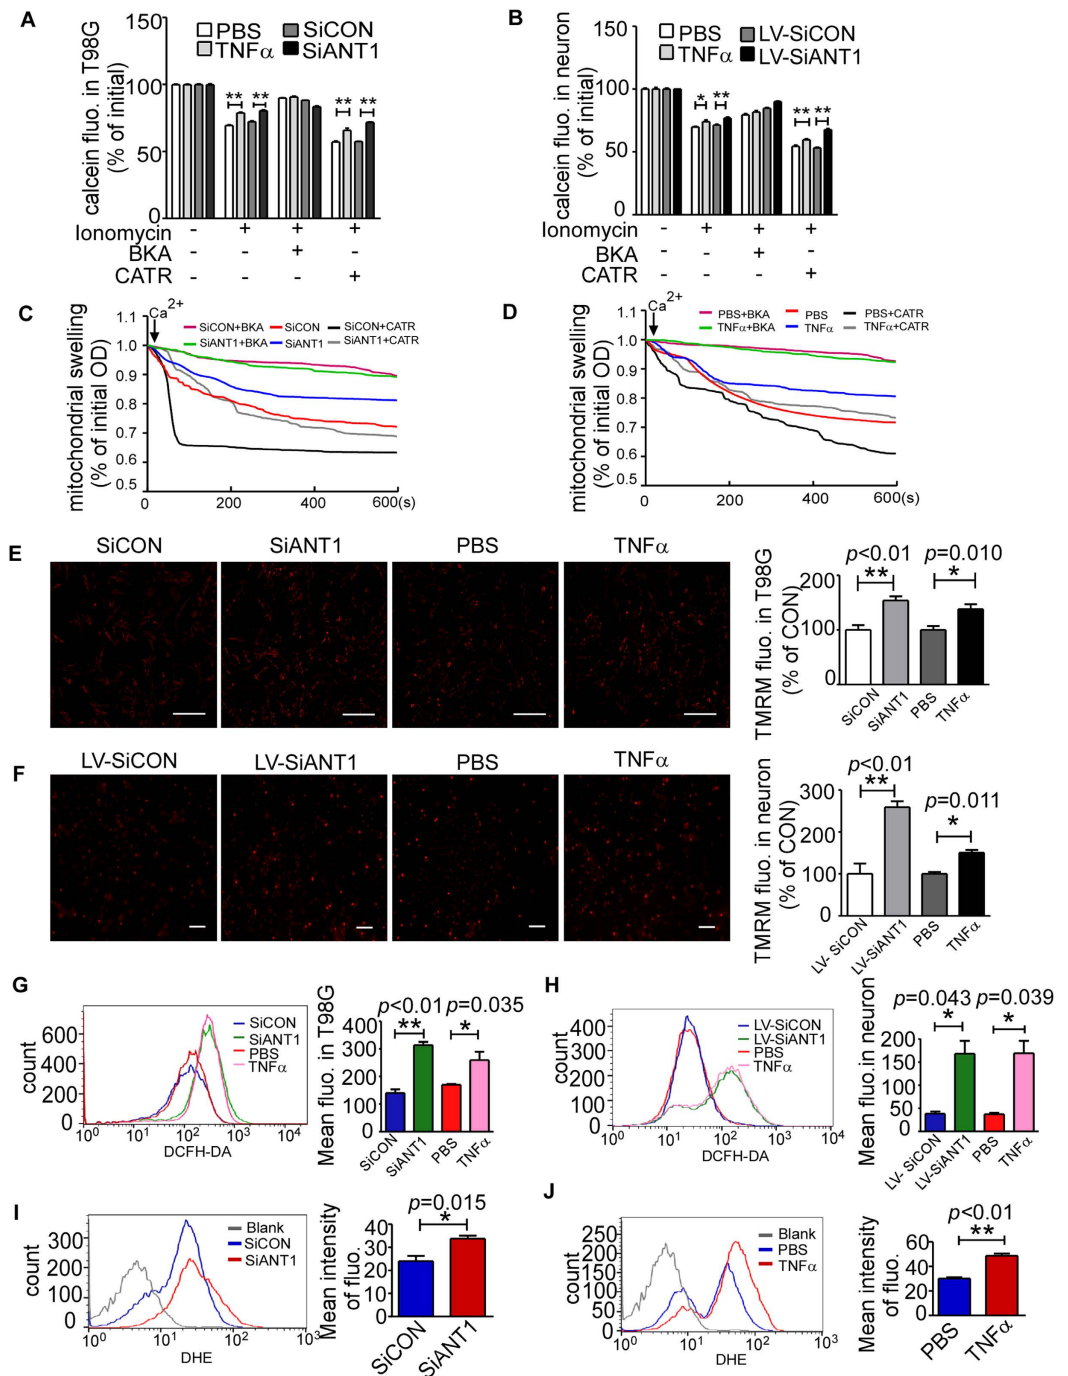 A
calcein fluo. in T98G
(% of initial)
150
100
50
0
PBS
SiCON
TNFα
SiANT1
** **
** **
Ionomycin - + + +
BKA - - + -
CATR - - - +
B
calcein fluo. in neuron
(% of initial)
150
100
50
0
PBS
LV-SiCON
TNFα
LV-SiANT1
* **
** **
Ionomycin - + + +
BKA - - + -
CATR - - - +
C
mitochondrial swelling
(% of initial OD)
1.1
1.0
0.9
0.8
0.7
0.6
0.5
Ca2+
SiCON+BKA SiCON SiCON+CATR
SiANT1+BKA SiANT1 SiANT1+CATR
0 200 400 600(s)
D
mitochondrial swelling
(% of initial OD)
1.1
1.0
0.9
0.8
0.7
0.6
0.5
Ca2+
PBS+BKA PBS PBS+CATR
TNFα+BKA TNFα TNFα+CATR
0 200 400 600(s)
E
SiCON SiANT1 PBS TNFα
TMRM fluo. in T98G
(% of CON)
200
100
0
p<0.01
p=0.010
**
*
SiCON
SiANT1
PBS
TNFα
F
LV-SiCON LV-SiANT1 PBS TNFα
TMRM fluo. in neuron
(% of CON)
300
200
100
0
p<0.01
p=0.011
**
*
LV- SiCON
LV-SiANT1
PBS
TNFα
G
count
600
400
200
0
SiCON
SiANT1
PBS
TNFα
10^0 10^1 10^2 10^3 10^4
DCFH-DA
Mean fluo. in T98G
400
300
200
100
0
p<0.01 p=0.035
** *
SiCON
SiANT1
PBS
TNFα
H
count
400
300
200
100
0
LV-SiCON
LV-SiANT1
PBS
TNFα
10^0 10^1 10^2 10^3 10^4
DCFH-DA
Mean fluo.in neuron
200
150
100
50
0
p=0.043 p=0.039
* *
LV- SiCON
LV-SiANT1
PBS
TNFα
I
count
300
200
100
0
Blank
SiCON
SiANT1
10^0 10^1 10^2 10^3
DHE
Mean intensity
of fluo.
40
30
20
10
0
p=0.015
*
SiCON
SiANT1
J
count
250
200
150
100
50
0
Blank
PBS
TNFα
10^0 10^1 10^2 10^3
DHE
Mean intensity
of fluo.
60
40
20
0
p<0.01
**
PBS
TNFα